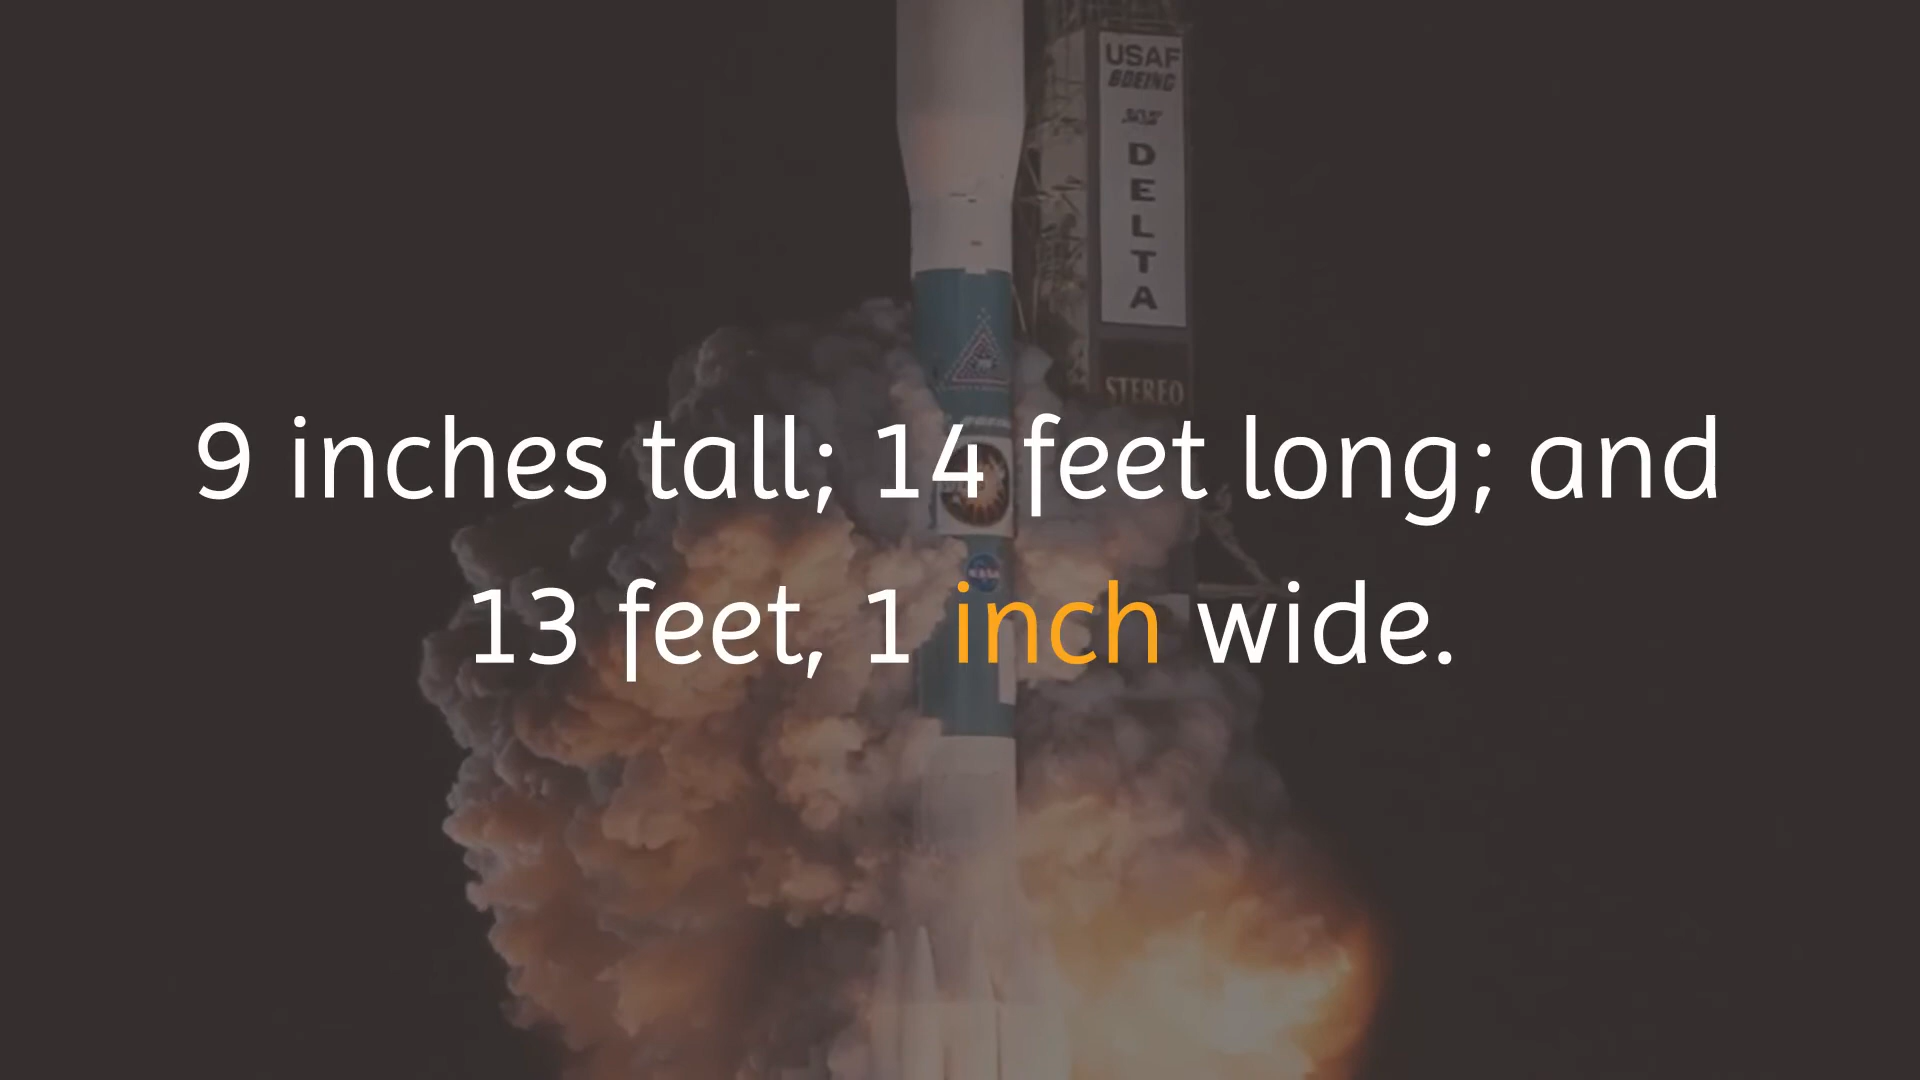 USAF
BOEING
DELTA
STEREO
9 inches tall; 14 feet long; and
13 feet, 1 inch wide.